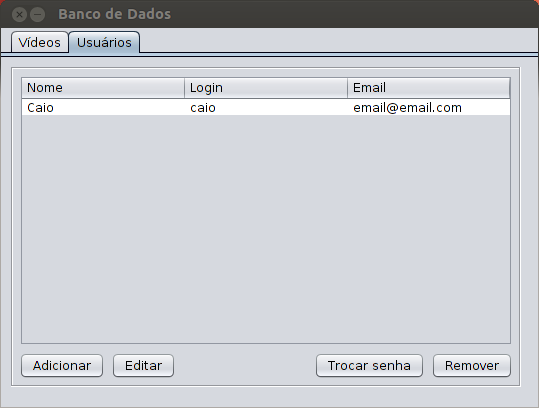 Banco de Dados
Vídeos Usuários
Nome Login Email
Caio caio email@email.com
Adicionar Editar Trocar senha Remover